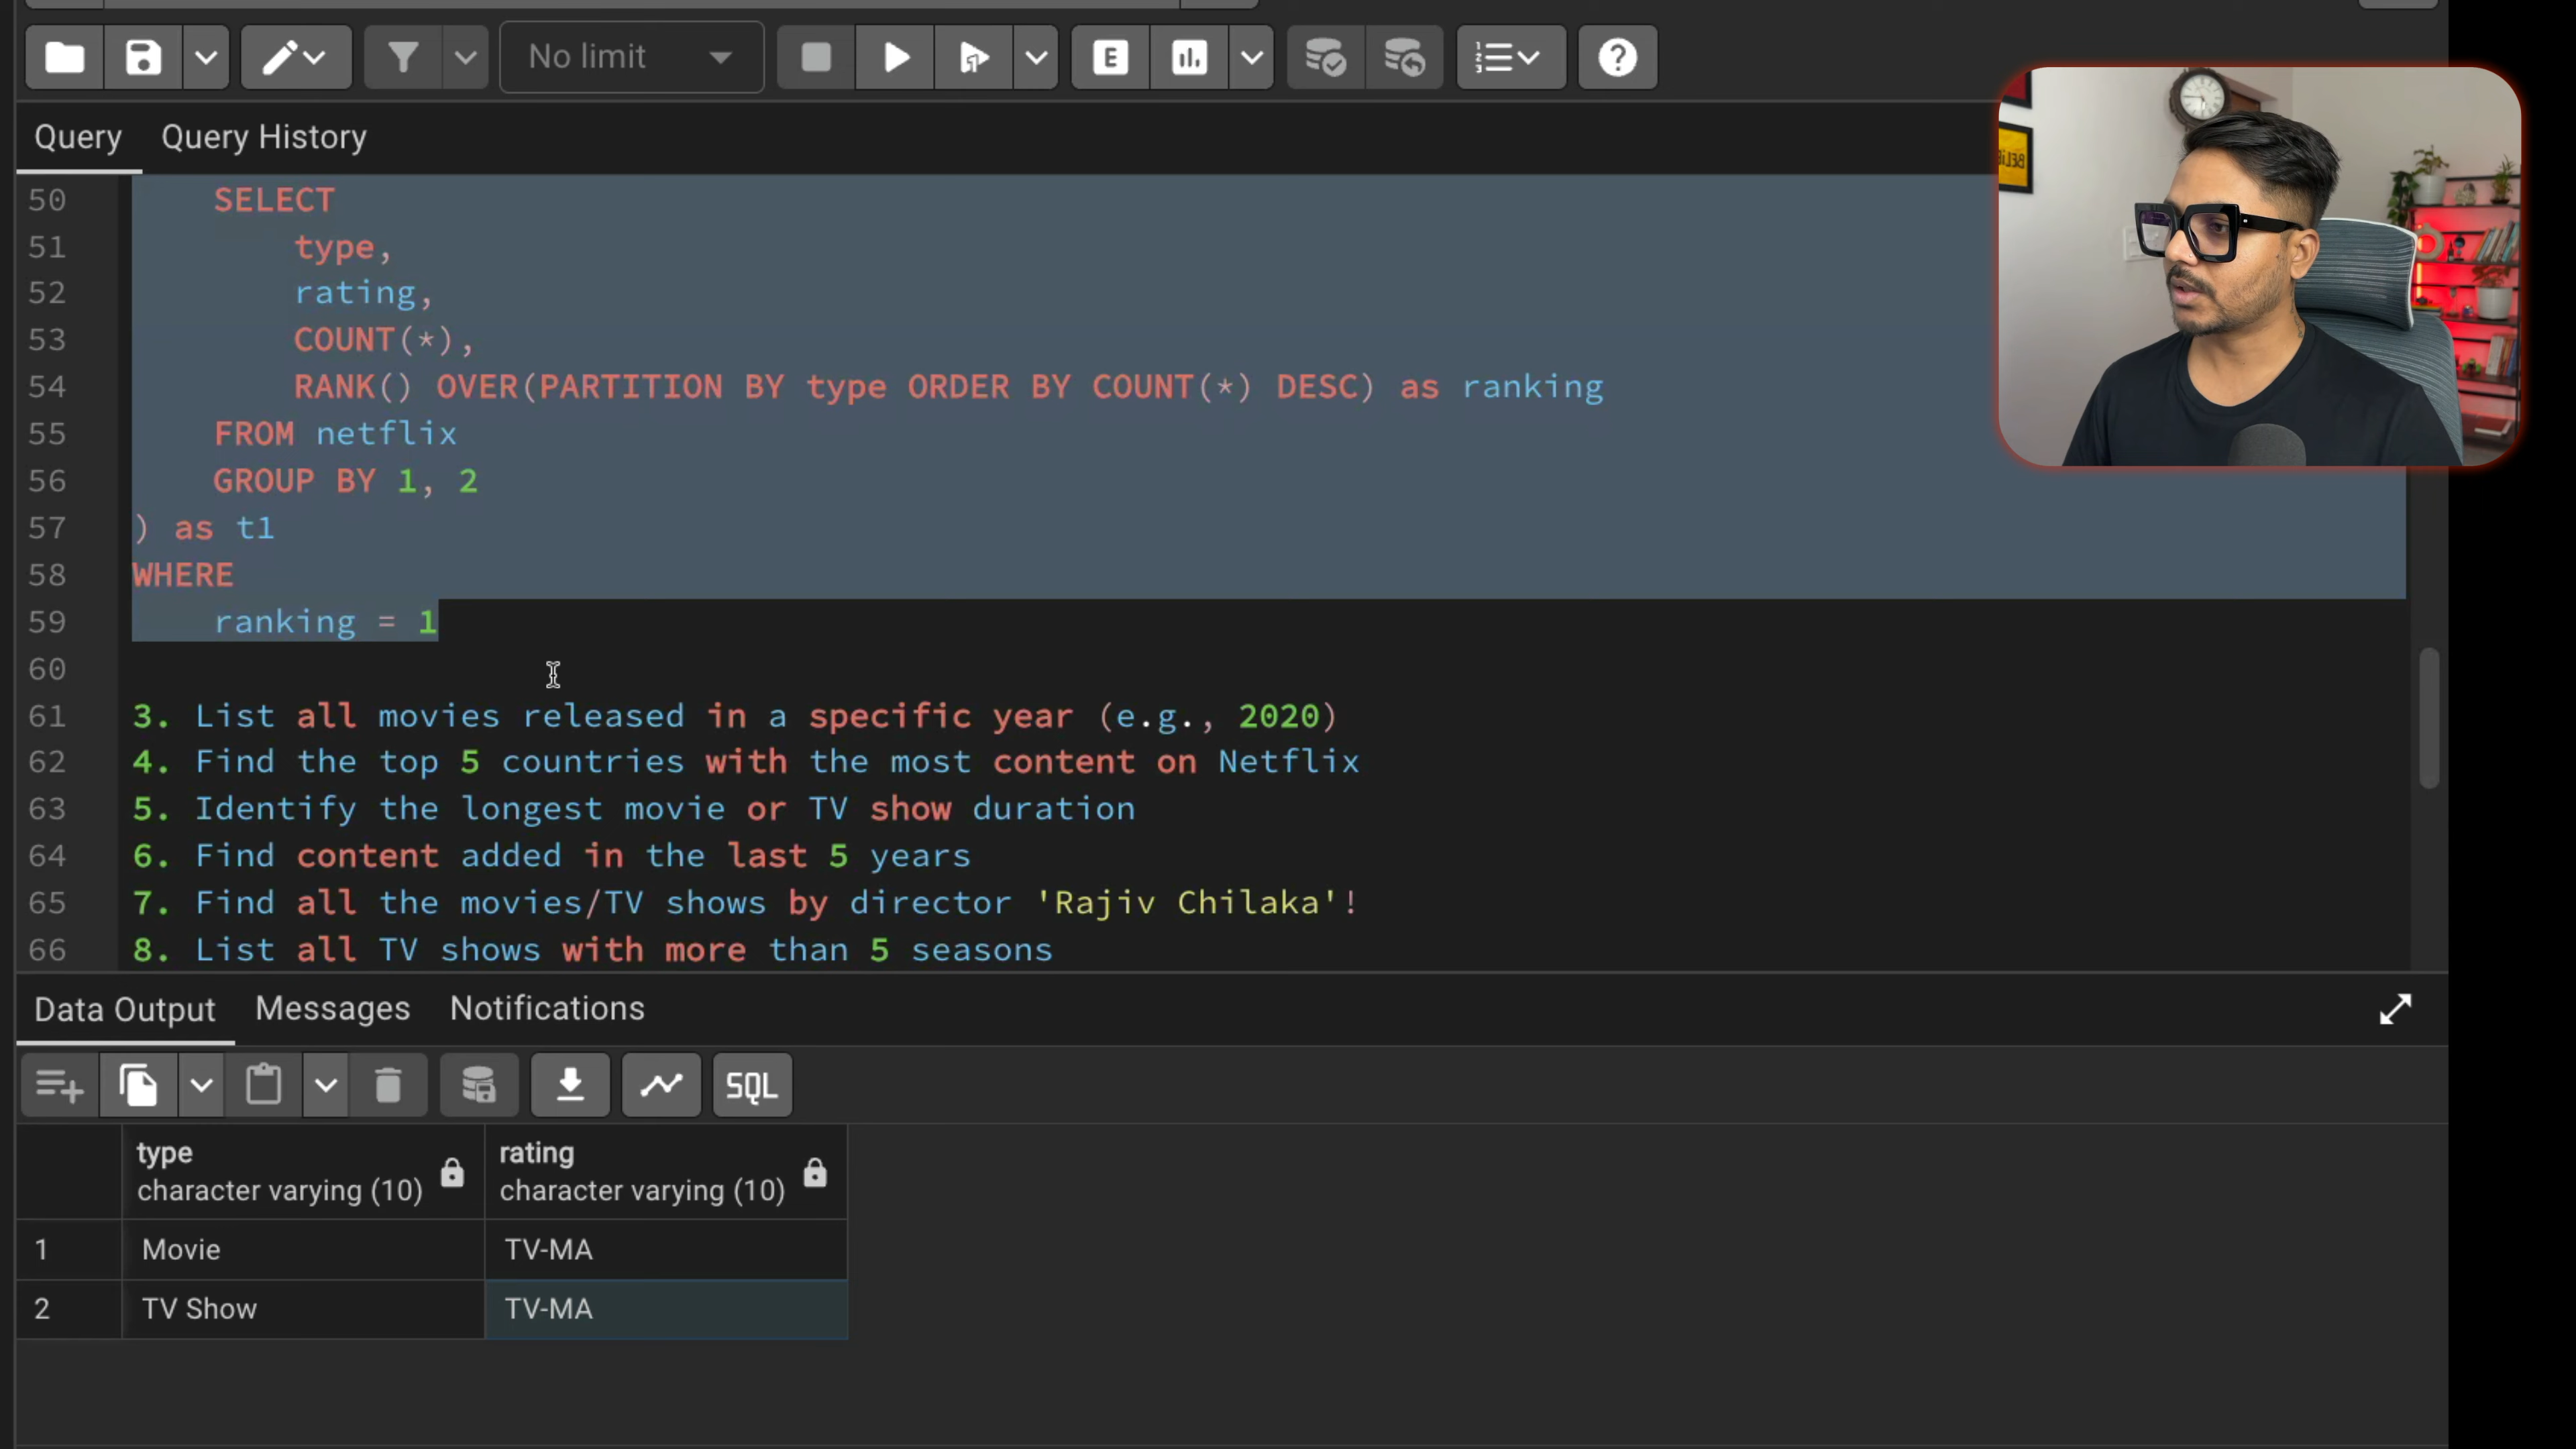 No limit
E
Query Query History
50 SELECT
51 type,
52 rating,
53 COUNT(*),
54 RANK() OVER(PARTITION BY type ORDER BY COUNT(*) DESC) as ranking
55 FROM netflix
56 GROUP BY 1, 2
57 ) as t1
58 WHERE
59 ranking = 1
60
61 3. List all movies released in a specific year (e.g., 2020)
62 4. Find the top 5 countries with the most content on Netflix
63 5. Identify the longest movie or TV show duration
64 6. Find content added in the last 5 years
65 7. Find all the movies/TV shows by director 'Rajiv Chilaka'!
66 8. List all TV shows with more than 5 seasons
Data Output Messages Notifications
SQL
type rating
character varying (10) character varying (10)
1 Movie TV-MA
2 TV Show TV-MA